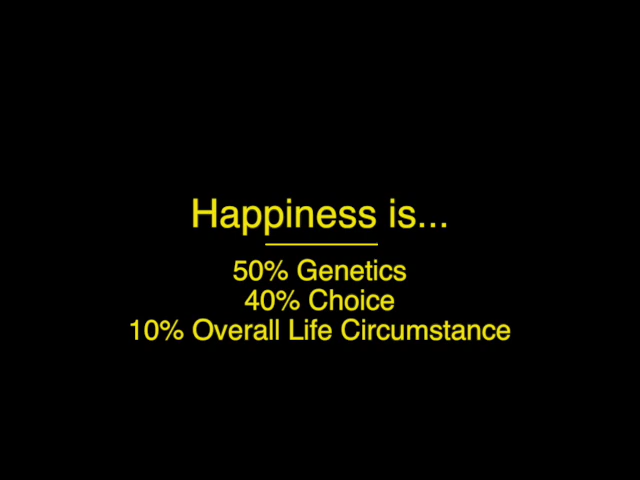 Happiness is...
50% Genetics
40% Choice
10% Overall Life Circumstance